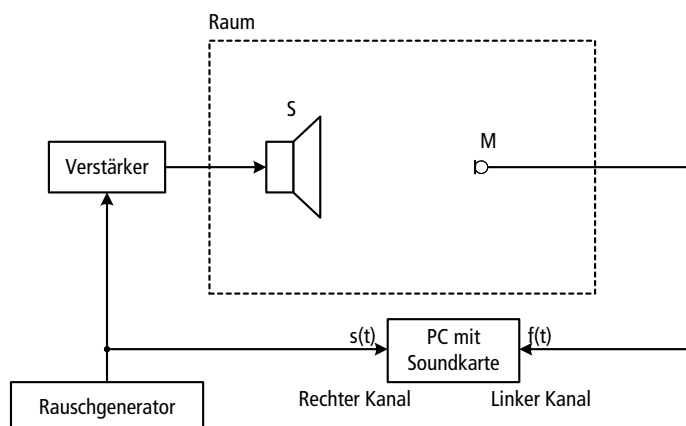 Raum
S
M
Verstärker
s(t)
PC mit
Soundkarte
f(t)
Rechter Kanal
Linker Kanal
Rauschgenerator